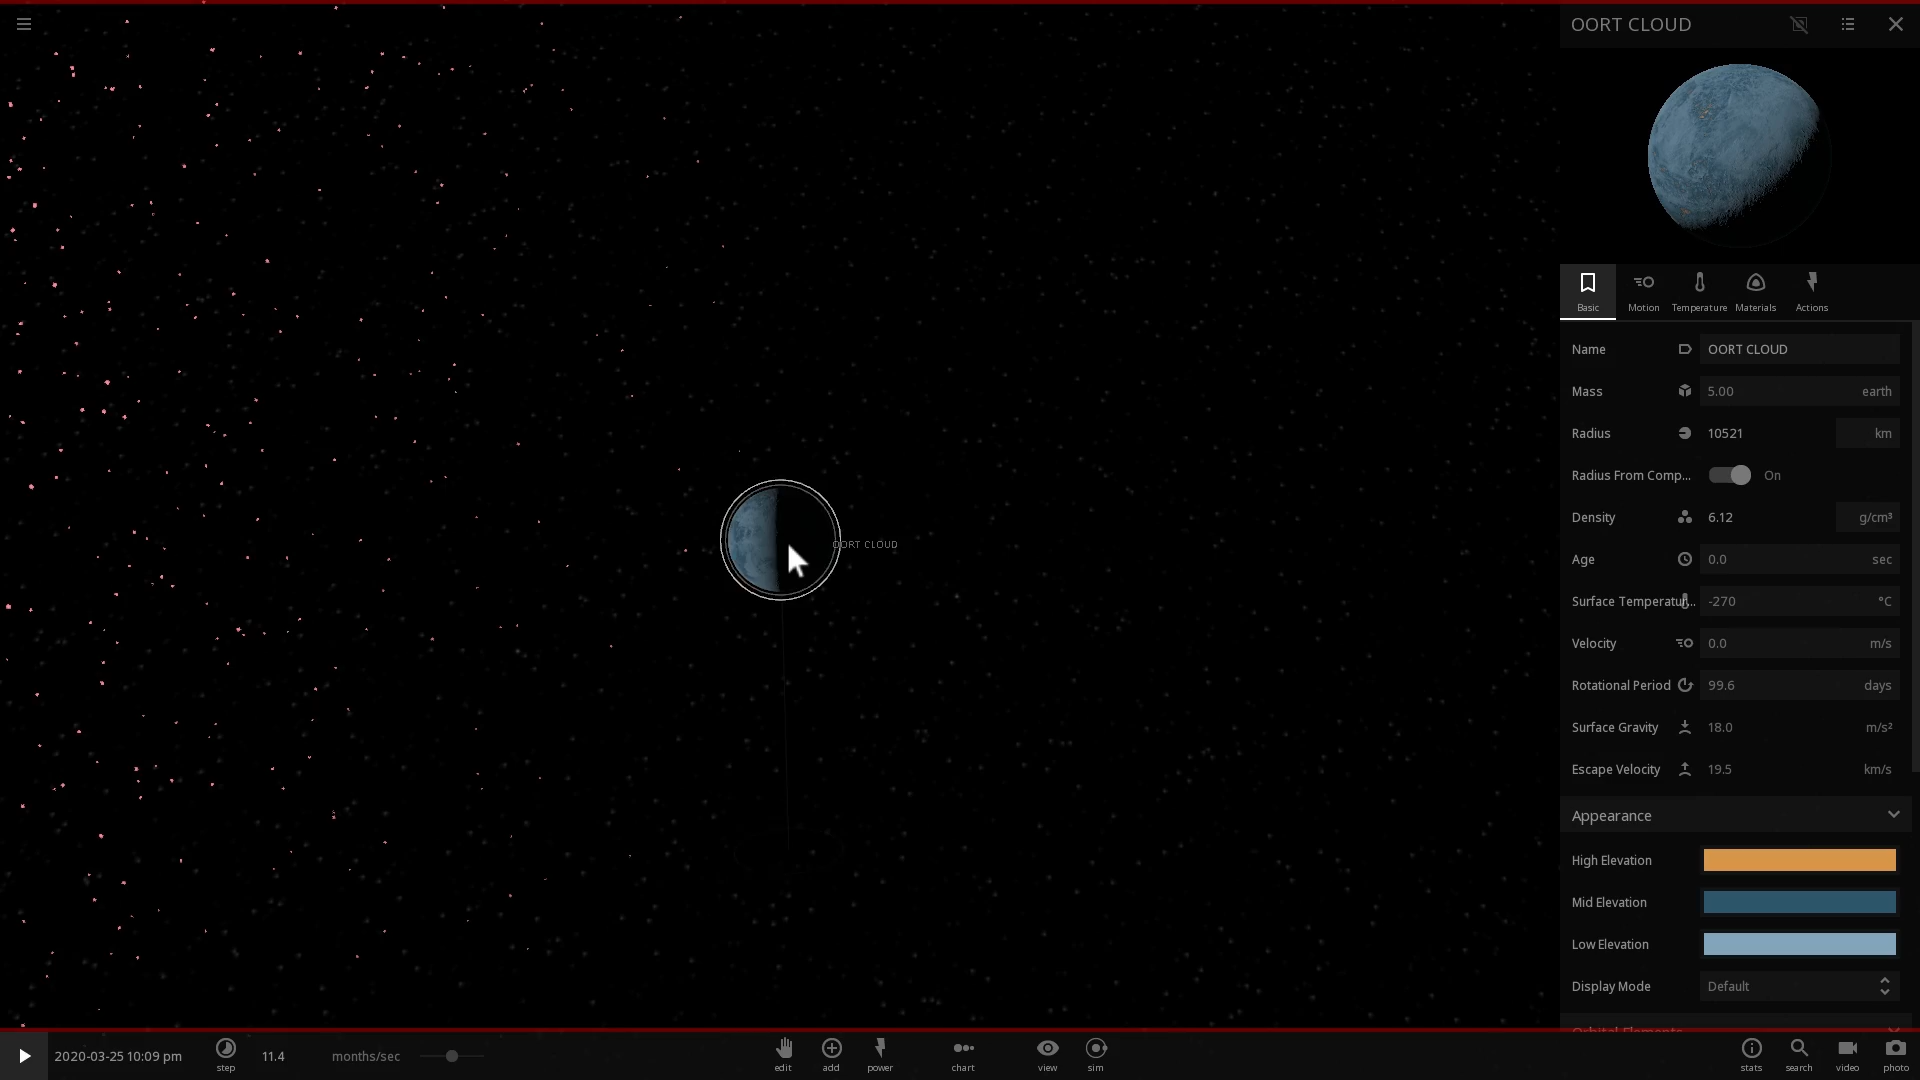 OORT CLOUD
Basic
Motion
Temperature
Materials
Actions
Name OORT CLOUD
Mass 5.00 earth
Radius 10521 km
Radius From Comp... On
Density 6.12 g/cm³
Age 0.0 sec
Surface Temperatur... -270 °C
Velocity 0.0 m/s
Rotational Period 99.6 days
Surface Gravity 18.0 m/s²
Escape Velocity 19.5 km/s
Appearance
High Elevation
Mid Elevation
Low Elevation
Display Mode Default
Orbital Elements
OORT CLOUD
2020-03-25 10:09 pm
step
11.4 months/sec
edit
add
power
chart
view
sim
stats
search
video
photo